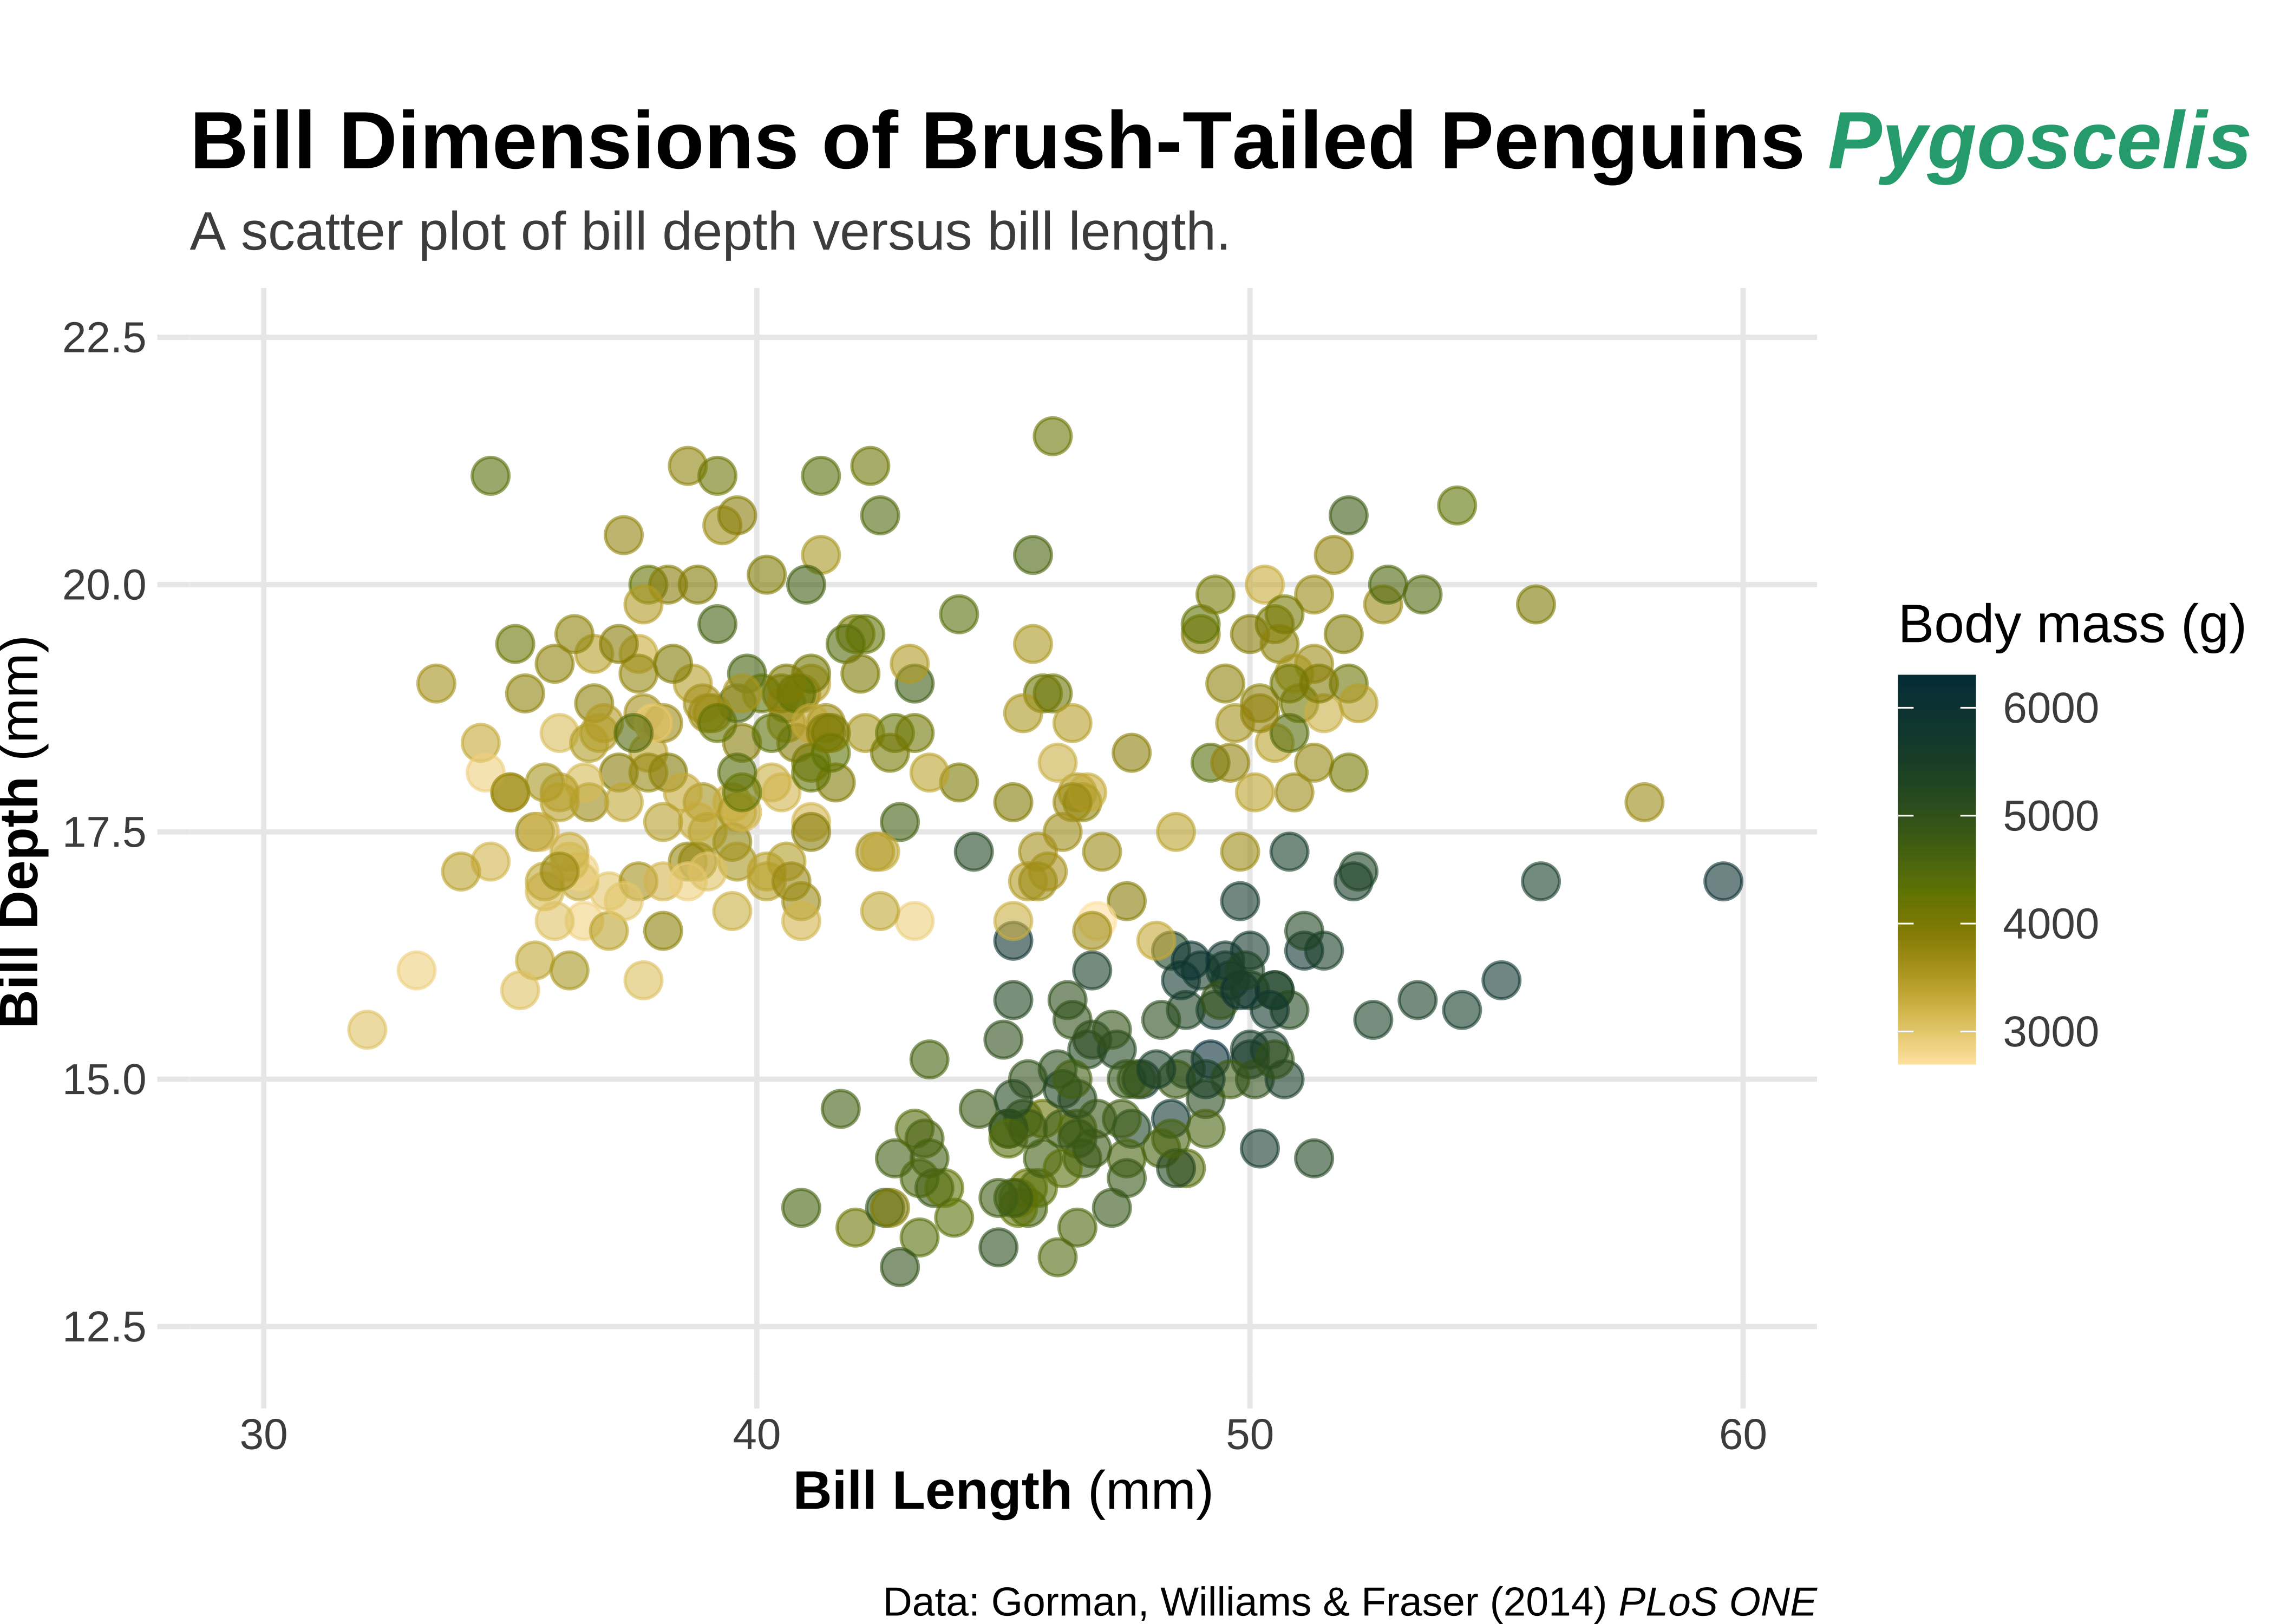 Bill Dimensions of Brush-Tailed Penguins Pygoscelis
A scatter plot of bill depth versus bill length.
Bill Depth (mm)
22.5
20.0
17.5
15.0
12.5
30 40 50 60
Bill Length (mm)
Body mass (g)
6000
5000
4000
3000
Data: Gorman, Williams & Fraser (2014) PLoS ONE